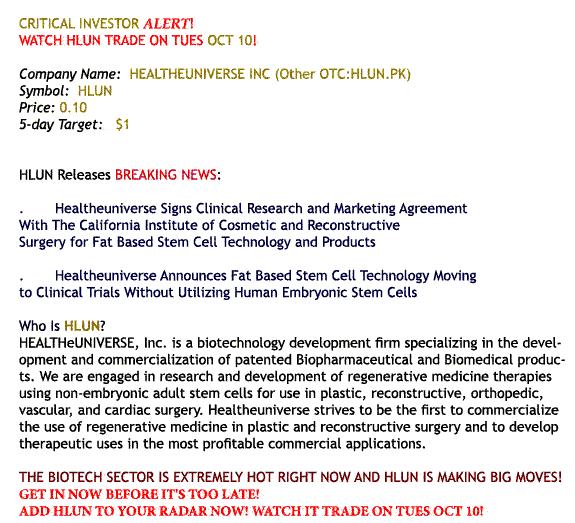 CRITICAL INVESTOR ALERT!
WATCH HLUN TRADE ON TUES OCT 10!
Company Name: HEALTHEUNIVERSE INC (Other OTC:HLUN.PK)
Symbol: HLUN
Price: 0.10
5-day Target: $1
HLUN Releases BREAKING NEWS:
. Healtheuniverse Signs Clinical Research and Marketing Agreement
With The California Institute of Cosmetic and Reconstructive
Surgery for Fat Based Stem Cell Technology and Products
. Healtheuniverse Announces Fat Based Stem Cell Technology Moving
to Clinical Trials Without Utilizing Human Embryonic Stem Cells
Who Is HLUN?
HEALTHeUNIVERSE, Inc. is a biotechnology development firm specializing in the devel-
opment and commercialization of patented Biopharmaceutical and Biomedical produc-
ts. We are engaged in research and development of regenerative medicine therapies
using non-embryonic adult stem cells for use in plastic, reconstructive, orthopedic,
vascular, and cardiac surgery. Healtheuniverse strives to be the first to commercialize
the use of regenerative medicine in plastic and reconstructive surgery and to develop
therapeutic uses in the most profitable commercial applications.
THE BIOTECH SECTOR IS EXTREMELY HOT RIGHT NOW AND HLUN IS MAKING BIG MOVES!
GET IN NOW BEFORE IT'S TOO LATE!
ADD HLUN TO YOUR RADAR NOW! WATCH IT TRADE ON TUES OCT 10!